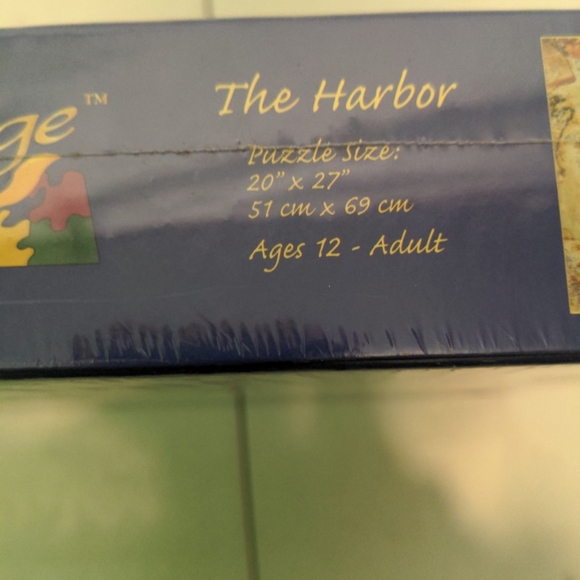 ge™
The Harbor
Puzzle Size:
20" x 27"
51 cm x 69 cm
Ages 12 - Adult